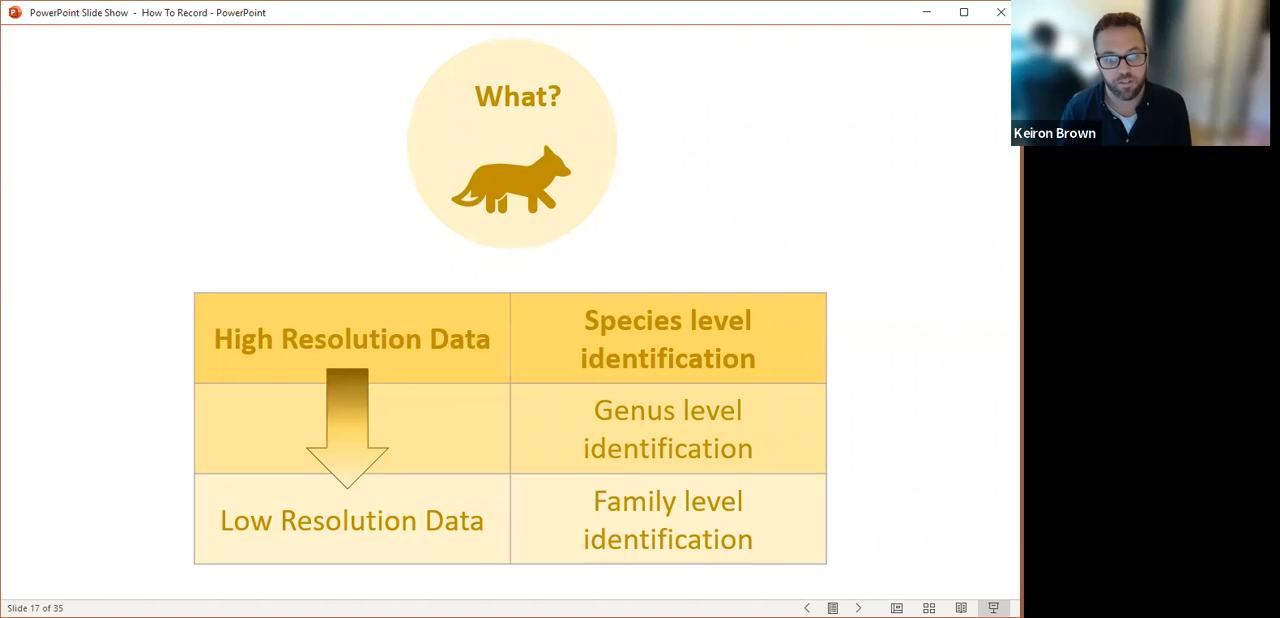 PowerPoint Slide Show - How To Record - PowerPoint
Keiron Brown
What?
High Resolution Data
Species level
identification
Genus level
identification
Low Resolution Data
Family level
identification
Slide 17 of 35